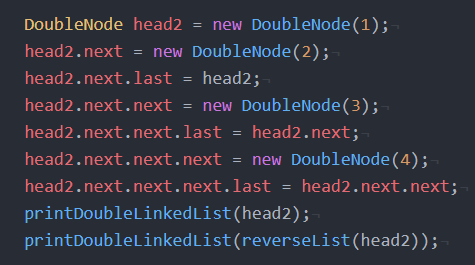 DoubleNode head2 = new DoubleNode(1);
head2.next = new DoubleNode(2);
head2.next.last = head2;
head2.next.next = new DoubleNode(3);
head2.next.next.last = head2.next;
head2.next.next.next = new DoubleNode(4);
head2.next.next.next.last = head2.next.next;
printDoubleLinkedList(head2);
printDoubleLinkedList(reverseList(head2));